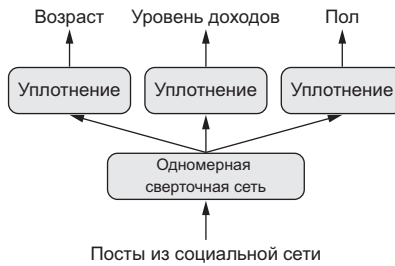 Возраст Уровень доходов Пол
Уплотнение Уплотнение Уплотнение
Одномерная
сверточная сеть
Посты из социальной сети